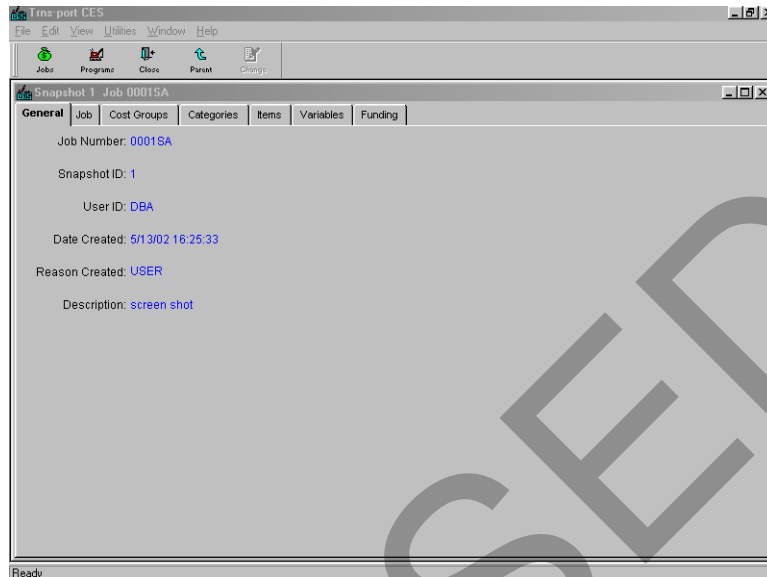 Trns·port CES
File Edit View Utilities Window Help
Jobs Programs Close Parent Change
Snapshot 1 Job 0001SA
General Job Cost Groups Categories Items Variables Funding
Job Number: 0001SA
Snapshot ID: 1
User ID: DBA
Date Created: 5/13/02 16:25:33
Reason Created: USER
Description: screen shot
SED
Ready